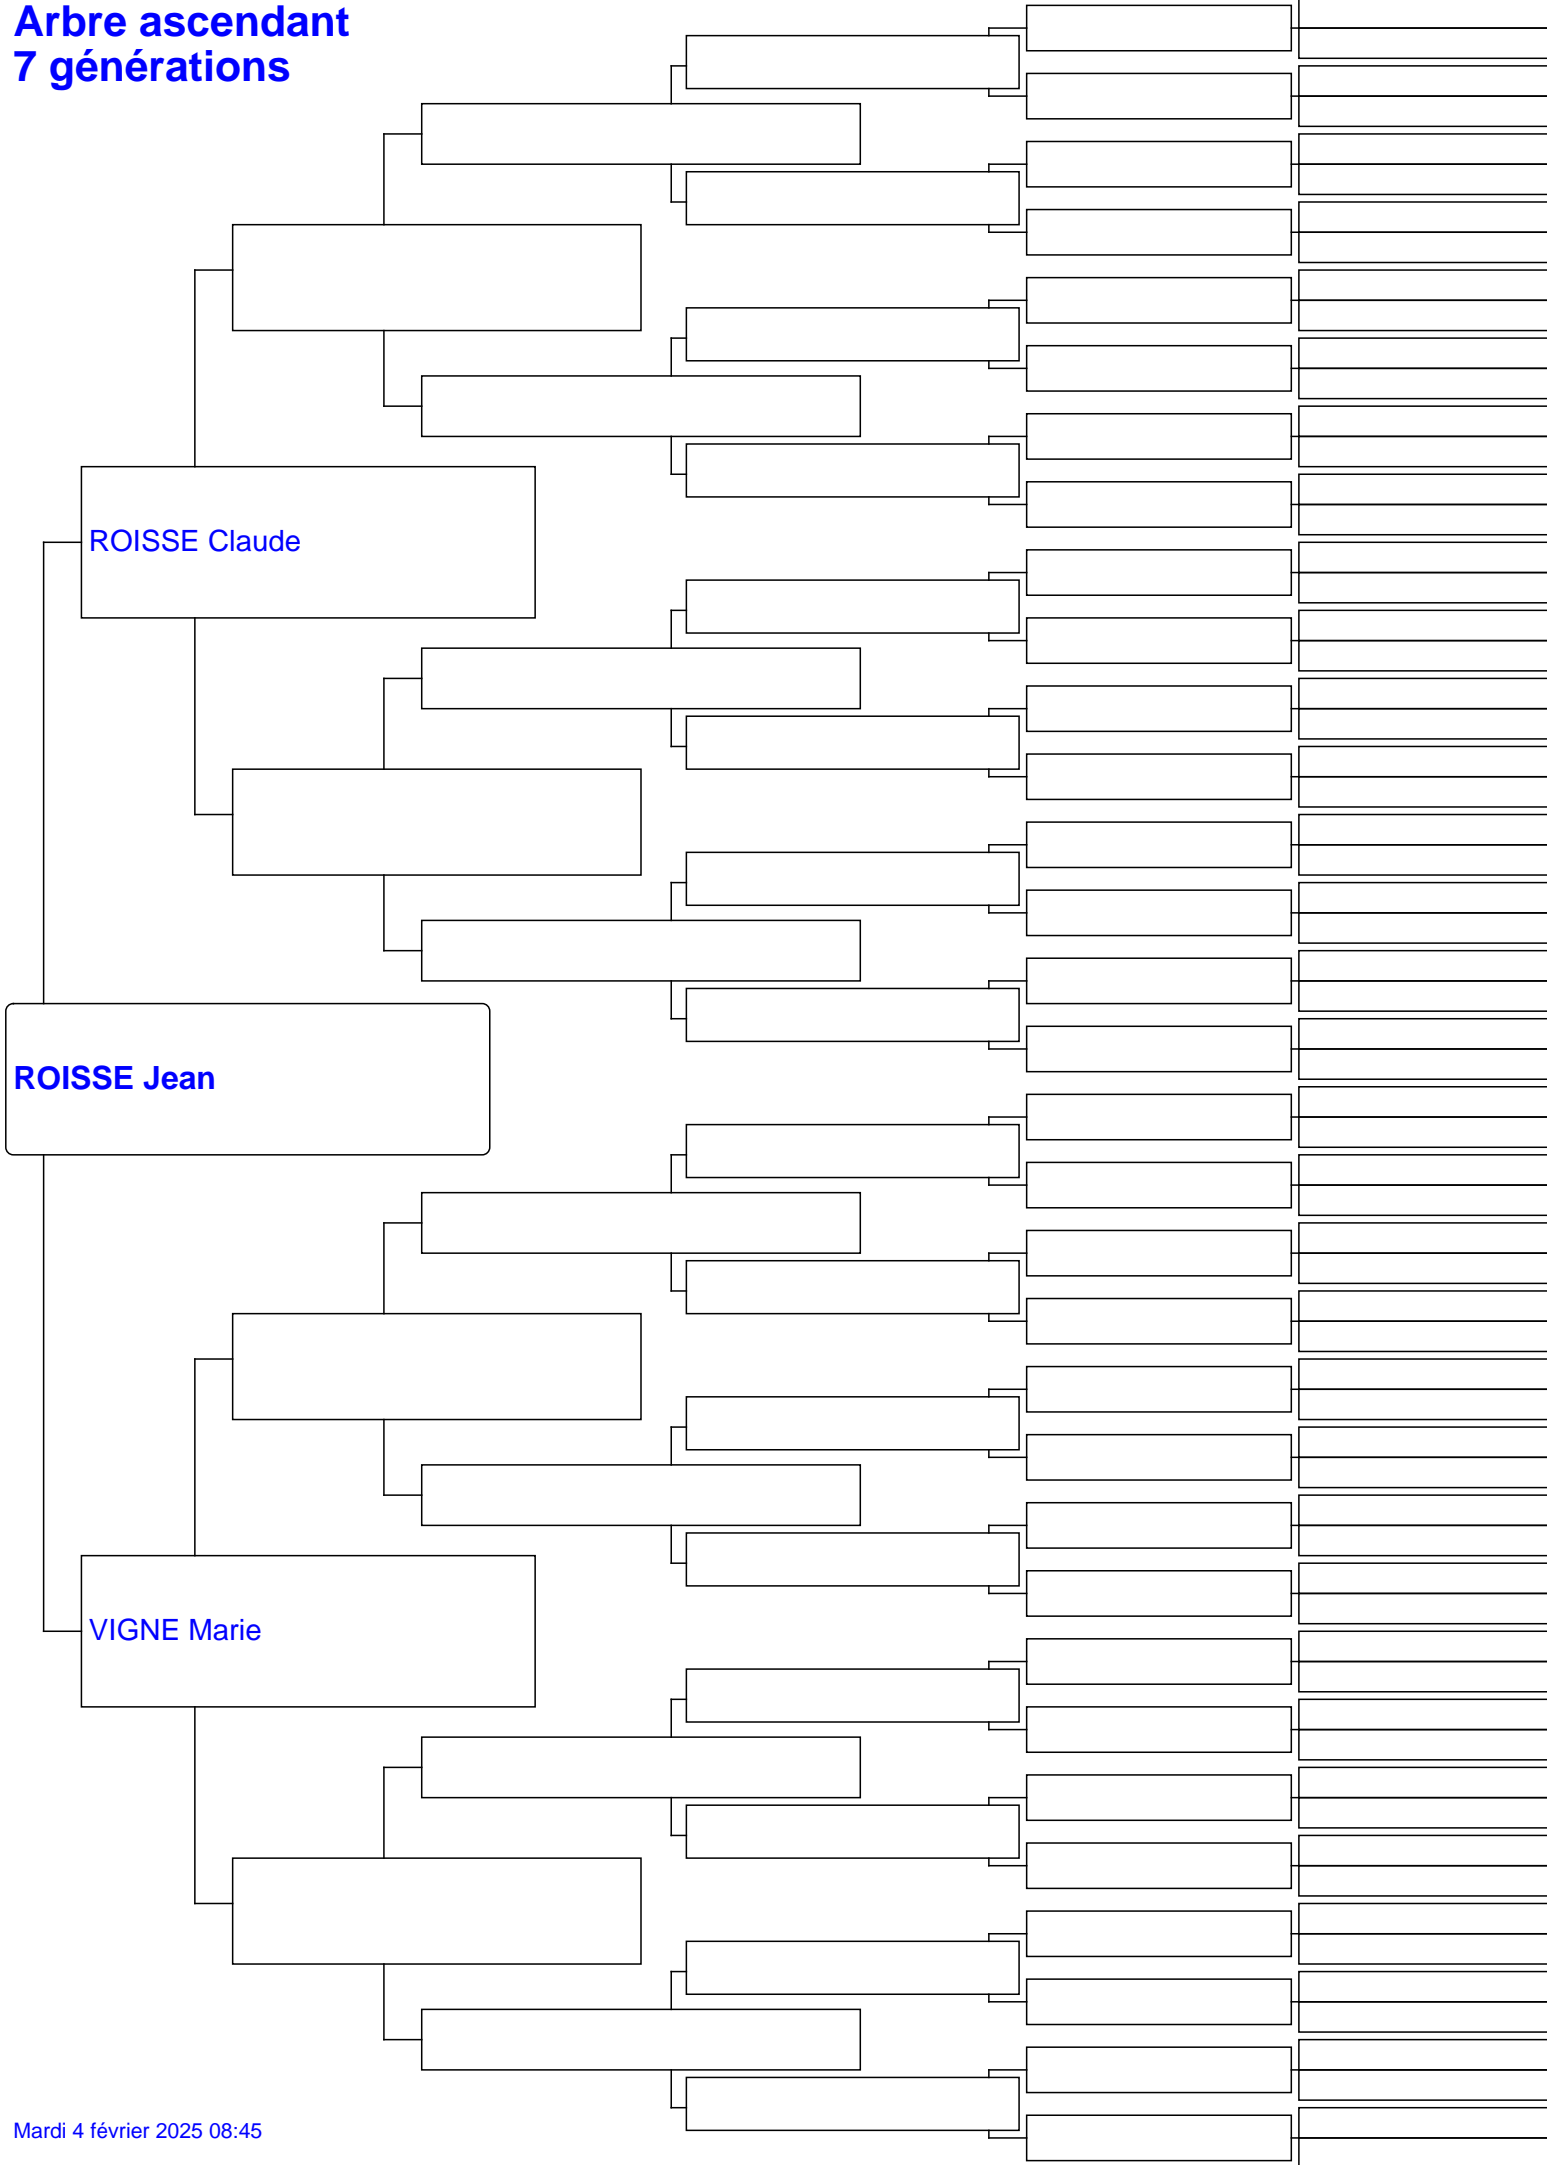 Arbre ascendant
7 générations
ROISSE Claude
ROISSE Jean
VIGNE Marie
Mardi 4 février 2025 08:45